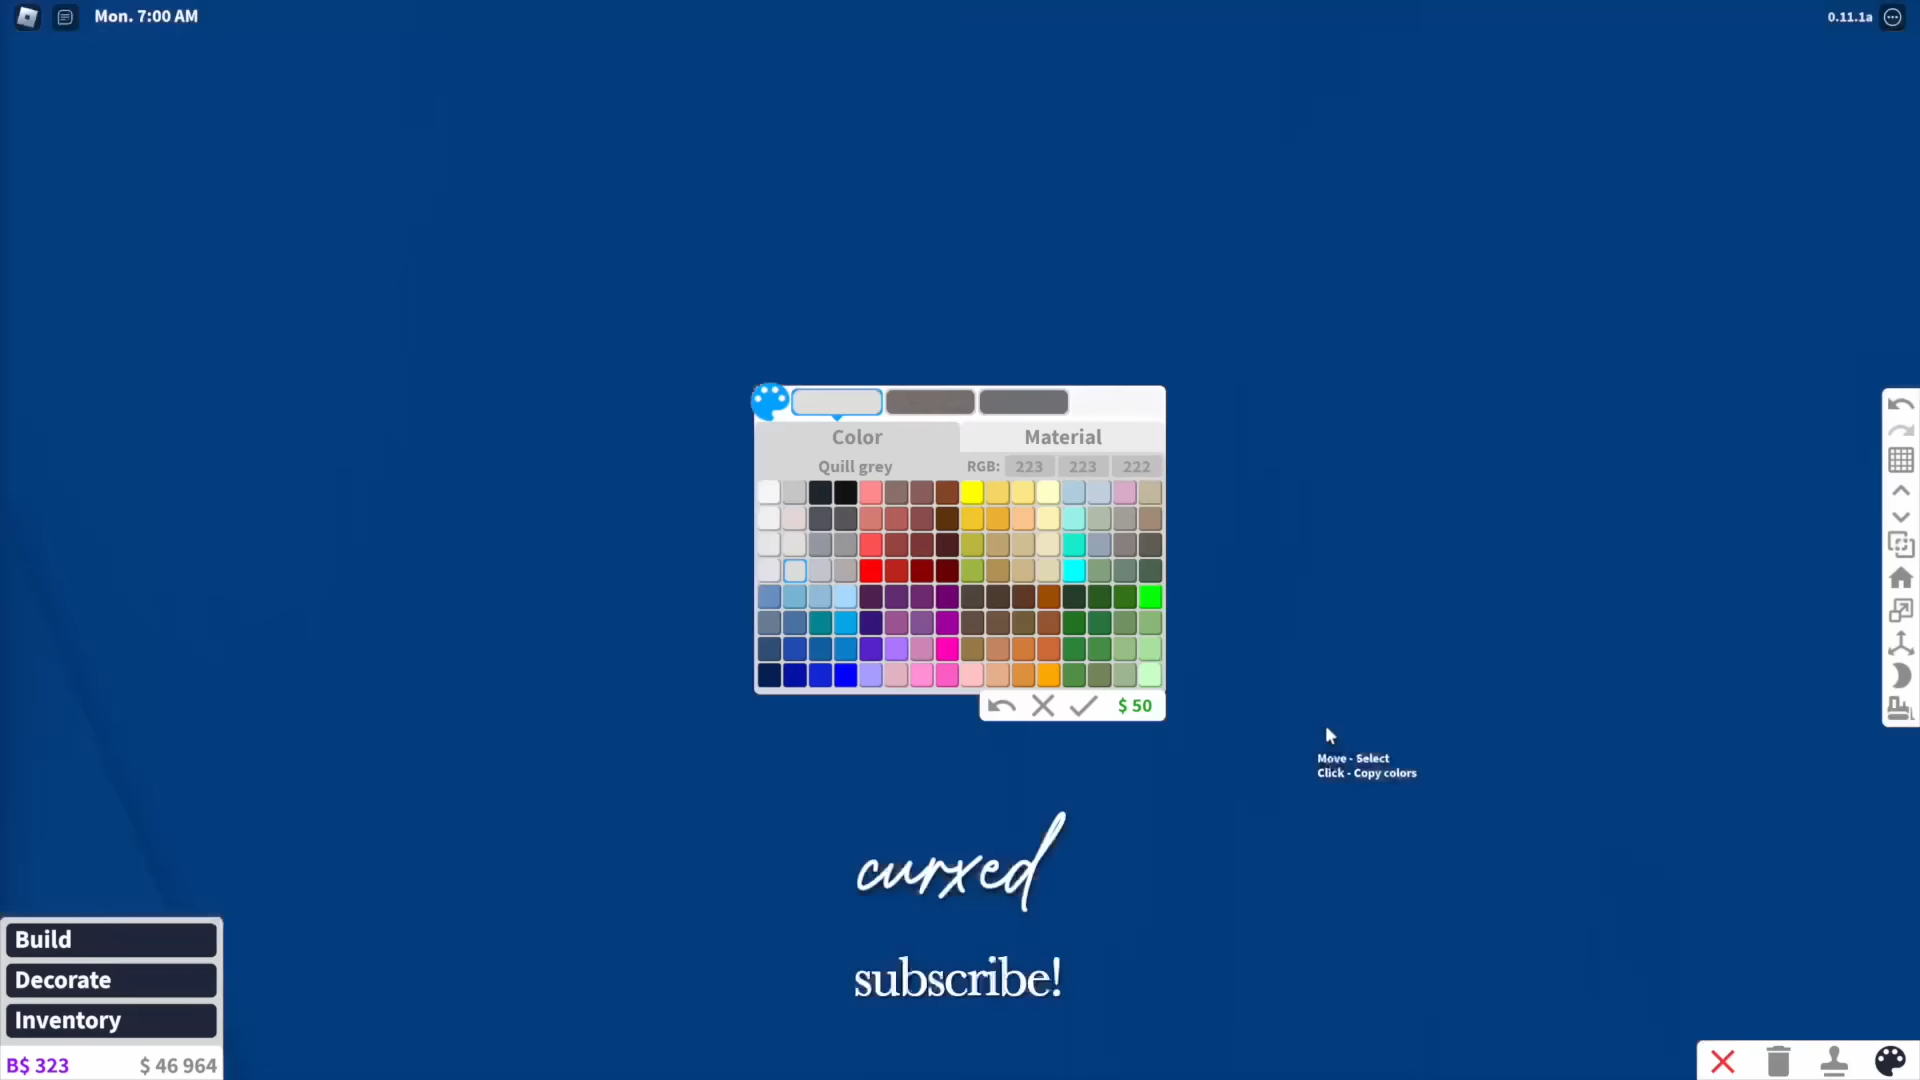 Mon. 7:00 AM
0.11.1a
Color
Material
Quill grey
RGB: 223 223 222
$ 50
Move - Select
Click - Copy colors
curxed
subscribe!
Build
Decorate
Inventory
B$ 323 $ 46 964